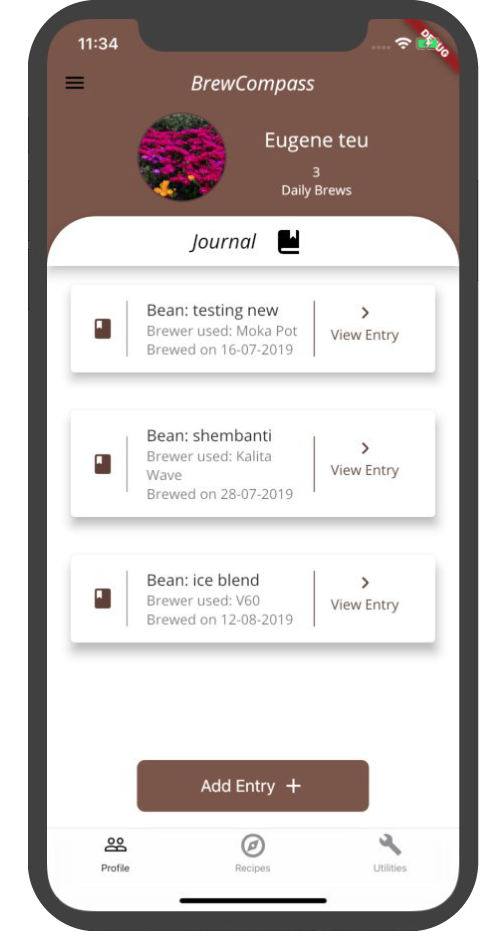 11:34
DEBUG
BrewCompass
Eugene teu
3
Daily Brews
Journal
Bean: testing new
Brewer used: Moka Pot
Brewed on 16-07-2019
View Entry
Bean: shembanti
Brewer used: Kalita
Wave
Brewed on 28-07-2019
View Entry
Bean: ice blend
Brewer used: V60
Brewed on 12-08-2019
View Entry
Add Entry +
Profile
Recipes
Utilities